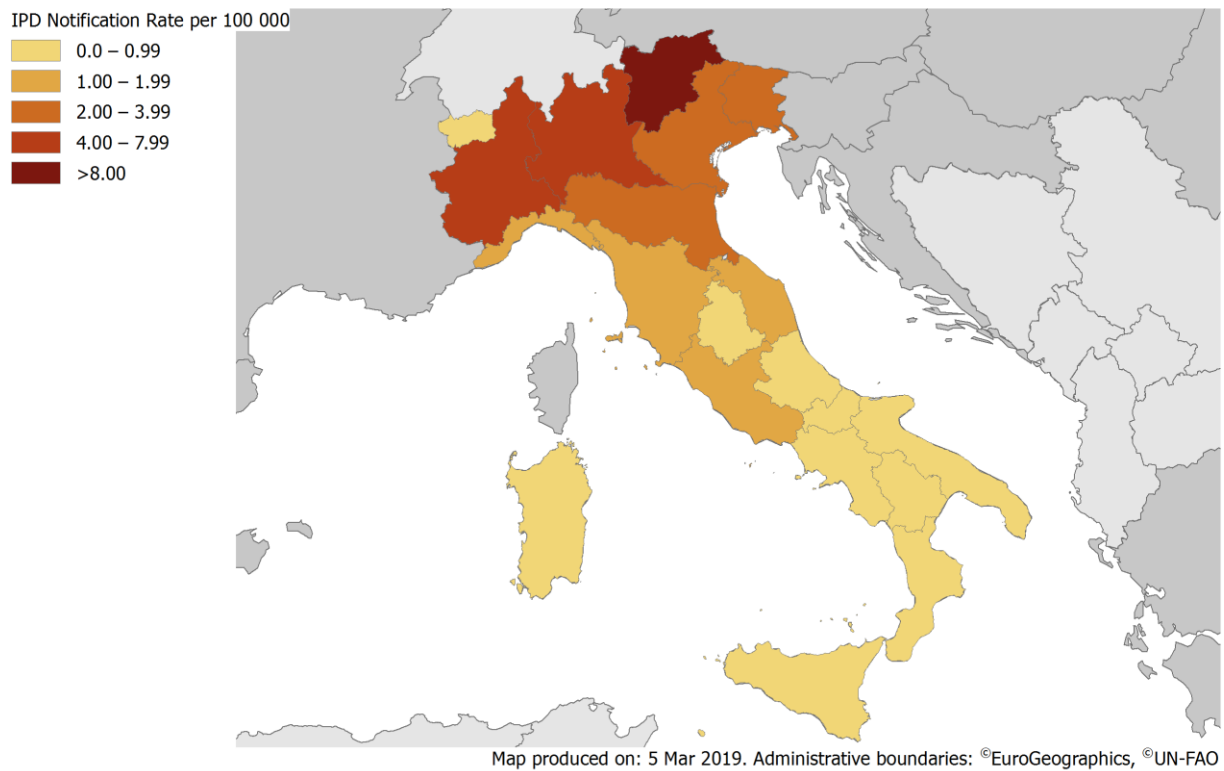 IPD Notification Rate per 100 000
0.0 – 0.99
1.00 – 1.99
2.00 – 3.99
4.00 – 7.99
>8.00
Map produced on: 5 Mar 2019. Administrative boundaries: ©EuroGeographics, ©UN-FAO